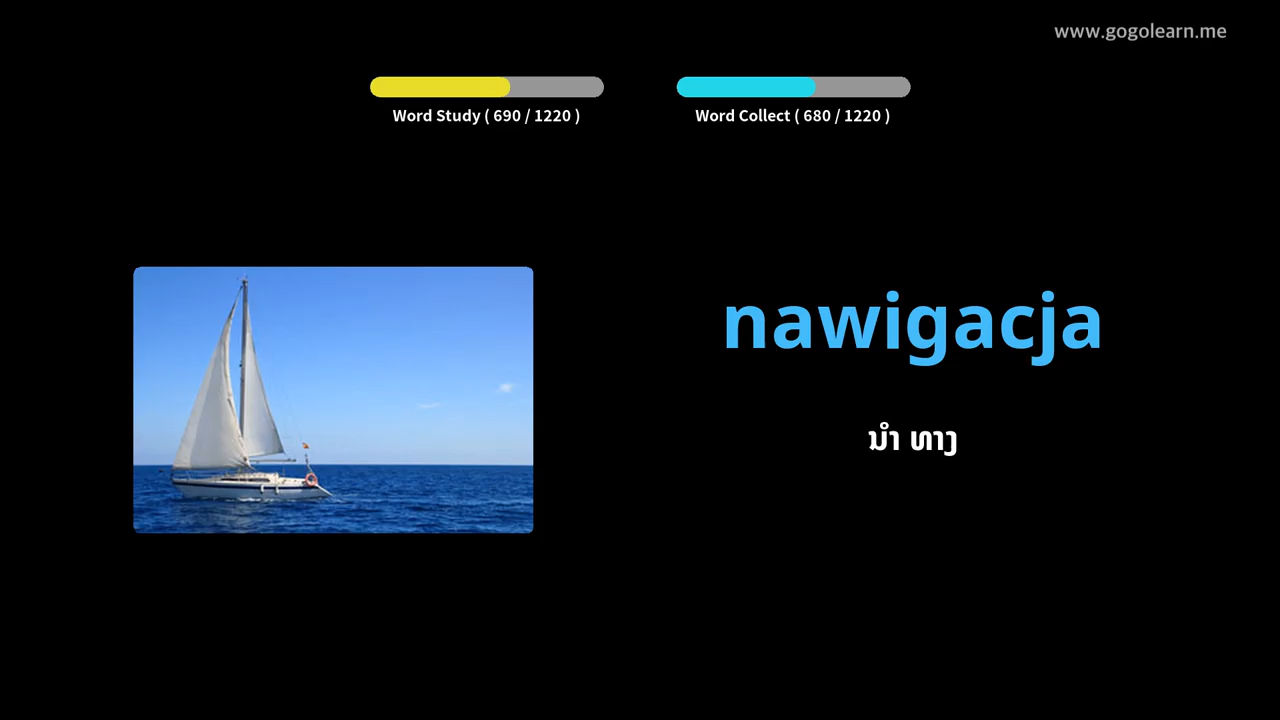 www.gogolearn.me
Word Study ( 690 / 1220 )
Word Collect ( 680 / 1220 )
nawigacja
ນຳ ທາງ